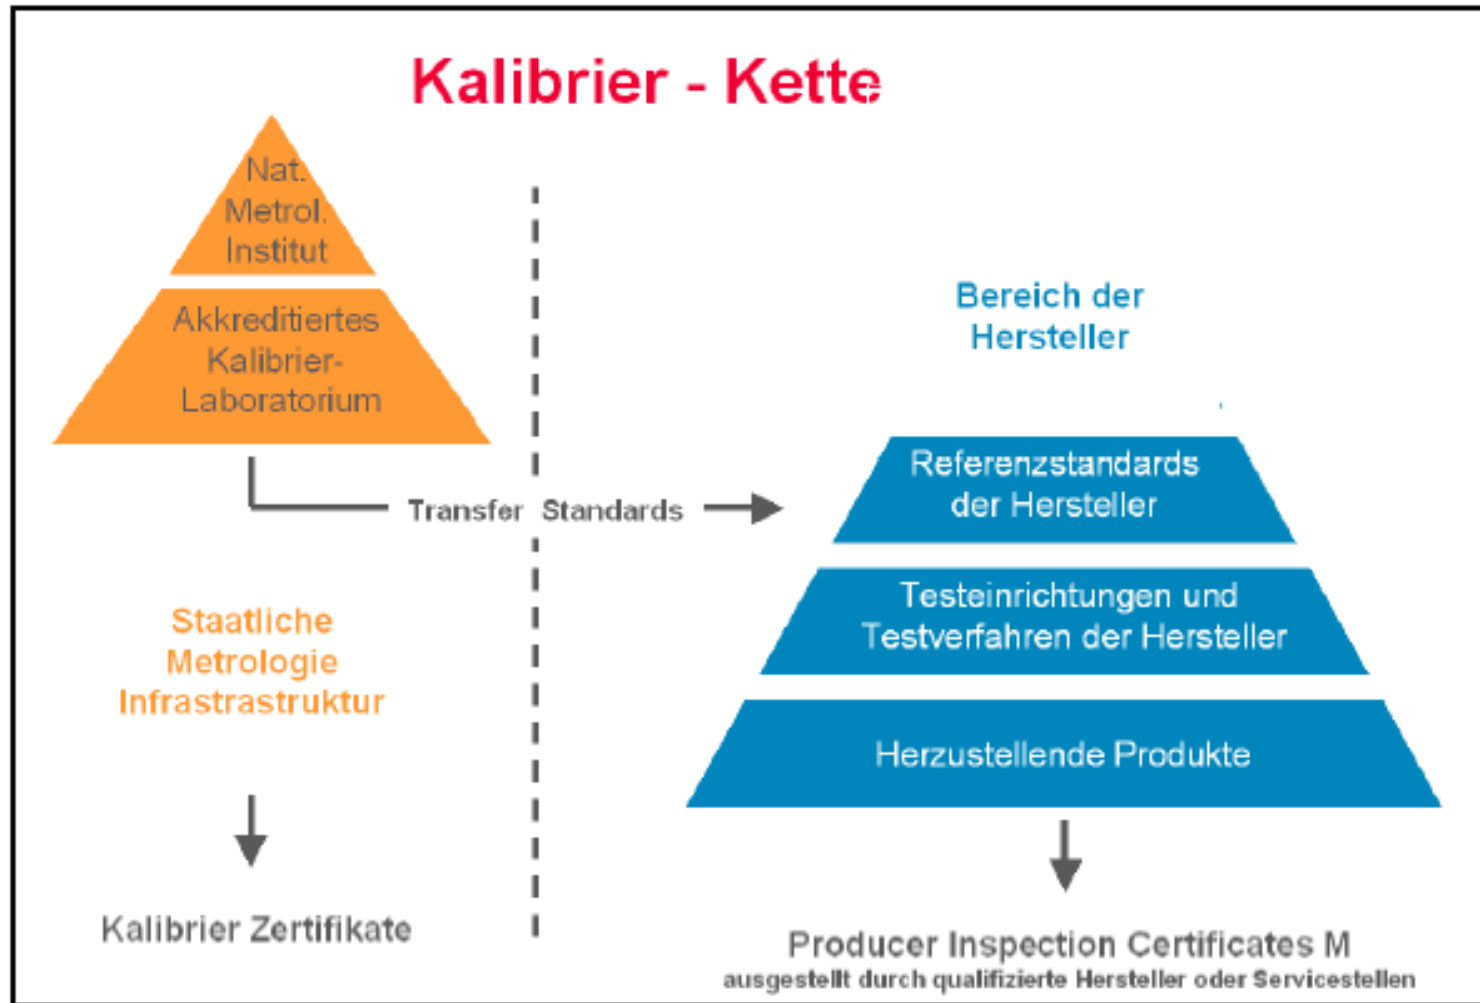 Kalibrier - Kette
Nat.
Metrol.
Institut
Akkreditiertes
Kalibrier-
Laboratorium
Bereich der
Hersteller
Transfer Standards
Referenzstandards
der Hersteller
Testeinrichtungen und
Testverfahren der Hersteller
Herzustellende Produkte
Staatliche
Metrologie
Infrastrastruktur
Kalibrier Zertifikate
Producer Inspection Certificates M
ausgestellt durch qualifizierte Hersteller oder Servicestellen